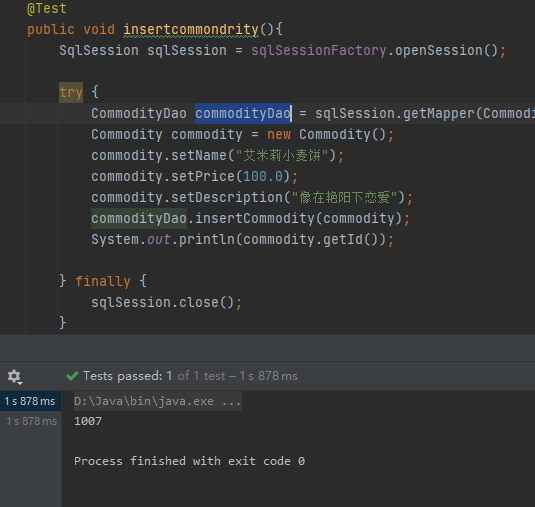 @Test
public void insertcommondrity(){
SqlSession sqlSession = sqlSessionFactory.openSession();
try {
CommodityDao commodityDao = sqlSession.getMapper(Commod
Commodity commodity = new Commodity();
commodity.setName("艾米莉小麦饼");
commodity.setPrice(100.0);
commodity.setDescription("像在艳阳下恋爱");
commodityDao.insertCommodity(commodity);
System.out.println(commodity.getId());
} finally {
sqlSession.close();
}
Tests passed: 1 of 1 test – 1 s 878 ms
1 s 878 ms
D:\Java\bin\java.exe ...
1 s 878 ms
1007
Process finished with exit code 0